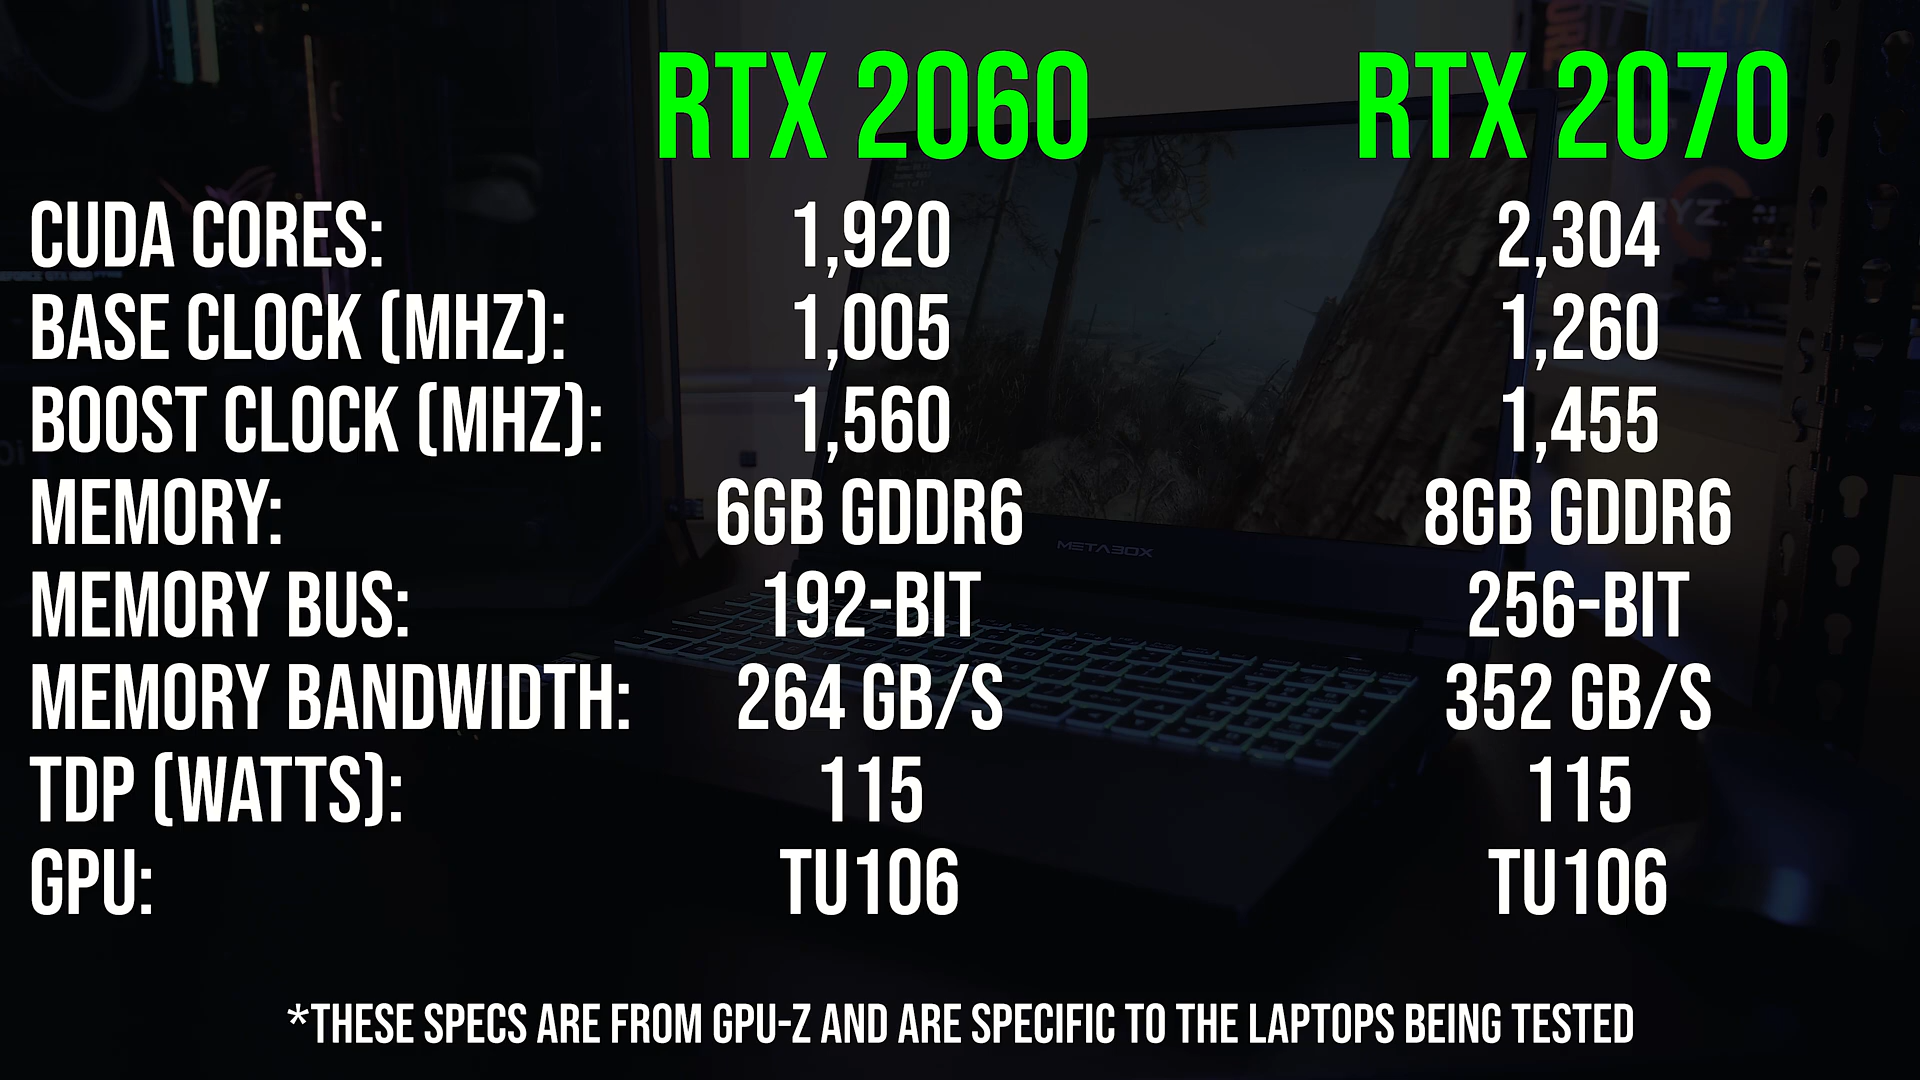 RTX 2060 RTX 2070
CUDA CORES: 1,920 2,304
BASE CLOCK (MHZ): 1,005 1,260
BOOST CLOCK (MHZ): 1,560 1,455
MEMORY: 6GB GDDR6 8GB GDDR6
MEMORY BUS: 192-BIT 256-BIT
MEMORY BANDWIDTH: 264 GB/S 352 GB/S
TDP (WATTS): 115 115
GPU: TU106 TU106
METABOX
*THESE SPECS ARE FROM GPU-Z AND ARE SPECIFIC TO THE LAPTOPS BEING TESTED